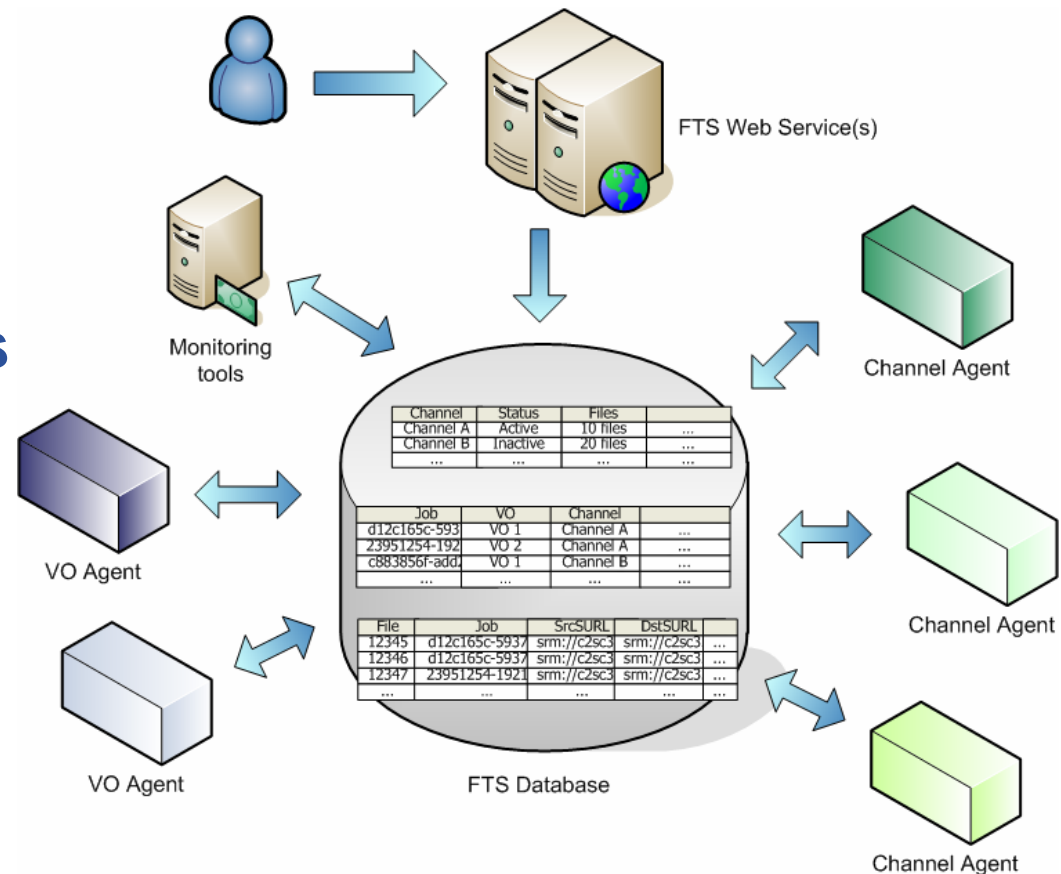 FTS Web Service(s)
Monitoring
tools
s
Channel Agent
Channel Status Files
Channel A Active 10 files ...
Channel B Inactive 20 files ...
... ... ... ...
VO Agent
Job VO Channel
d12c165c-593 VO 1 Channel A ...
23951254-192 VO 2 Channel A ...
c883856f-add2 VO 1 Channel B ...
... ... ... ...
Channel Agent
File Job SrcSURL DstSURL
12345 d12c165c-5937 srm://c2sc3 srm://c2sc3 ...
12346 d12c165c-5937 srm://c2sc3 srm://c2sc3 ...
12347 23951254-1921 srm://c2sc3 srm://c2sc3 ...
... ... ... ... ...
VO Agent
FTS Database
Channel Agent